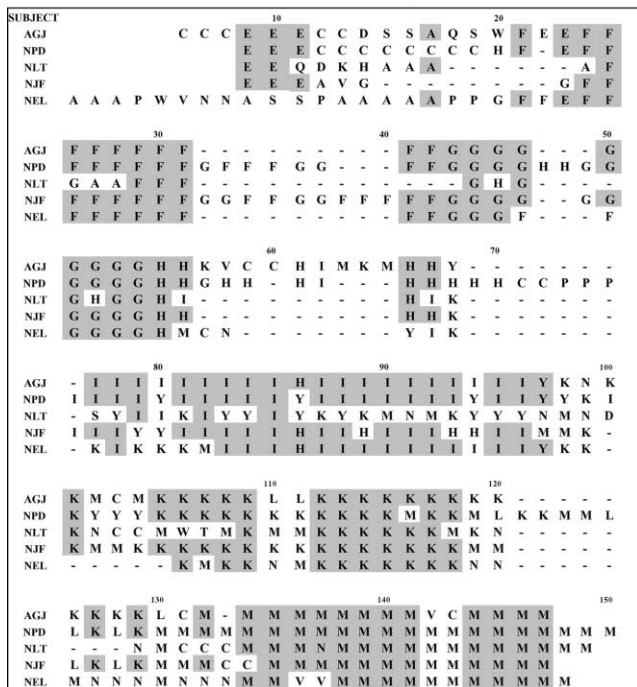 SUBJECT 10 20
AGJ C C C E E E C C D S S A Q S W F E E F F
NPD E E E C C C C C C C C H F - E F F
NLT E E Q D K H A A A - - - - - - A F
NJF E E E A V G - - - - - - - - G F F
NEL A A A P W V N N A S S P A A A A A P P G F F E F F
30 40 50
AGJ F F F F F F - - - - - - - - - F F G G G G - - - G
NPD F F F F F F G F F F G G - - - F F G G G G H H G G
NLT G A A F F F - - - - - - - - - - - - G H G - - - -
NJF F F F F F F G G F F G G F F F F F G G G G - - G G
NEL F F F F F F - - - - - - - - - F F G G G F - - - F
60 70
AGJ G G G G H H K V C C H I M K M H H Y - - - - - - -
NPD G G G G H H G H H - H I - - - H H H H H C C P P P
NLT G H G G H I - - - - - - - - - H I K - - - - - - -
NJF G G G G H H - - - - - - - - - H H K - - - - - - -
NEL G G G G H M C N - - - - - - - Y I K - - - - - - -
80 90 100
AGJ - I I I I I I I I I H I I I I I I I I I I Y K N K
NPD I I I I Y I I I I I Y I I I I I I I Y I I Y Y K I
NLT - S Y I I K I Y Y I Y K Y K M N M K Y Y Y N M N D
NJF I I I Y Y I I I I I H I I H I I I H H I I M M K -
NEL - K I K K K M I I I H I I I I I I I I I I Y K K -
110 120
AGJ K M C M K K K K K L L K K K K K K K K K - - - - -
NPD K Y Y Y K K K K K K K K K K K M K K M L K K M M L
NLT K N C C M W T M K M M K K K K K K M K N - - - - -
NJF K M M K K K K K K K K K K K K K K K M M - - - - -
NEL - - - - - K M K K N M K K K K K K K N N - - - - -
130 140 150
AGJ K K K K L C M - M M M M M M M M V C M M M M
NPD L K L K M M M M M M M M M M M M M M M M M M M M M
NLT - - - N M C C C M M M N M M M M M M M M M M M M
NJF L K L K M M M C C M M M M M M M M M M M M M
NEL M N N N M N N N M M V V M M M M M M M M M M M